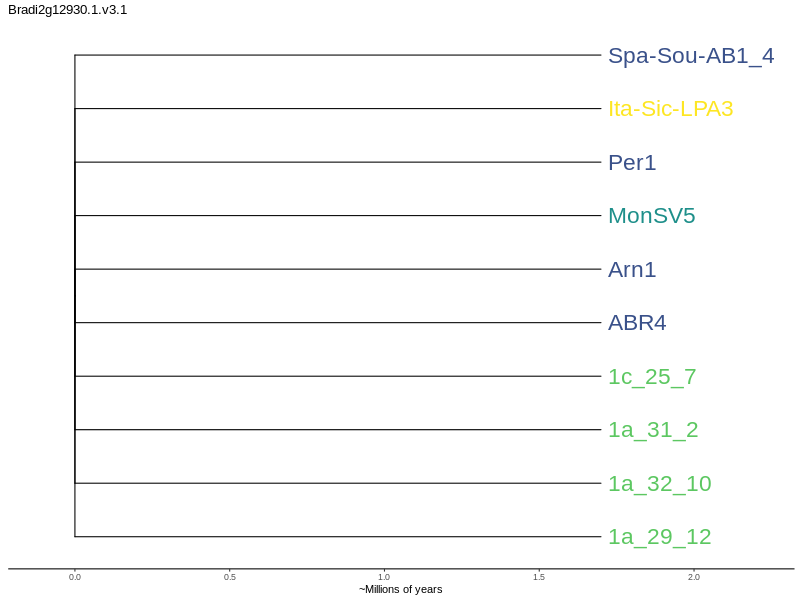 Bradi2g12930.1.v3.1
Spa-Sou-AB1_4
Ita-Sic-LPA3
Per1
MonSV5
Arn1
ABR4
1c_25_7
1a_31_2
1a_32_10
1a_29_12
0.0 0.5 1.0 1.5 2.0
~Millions of years